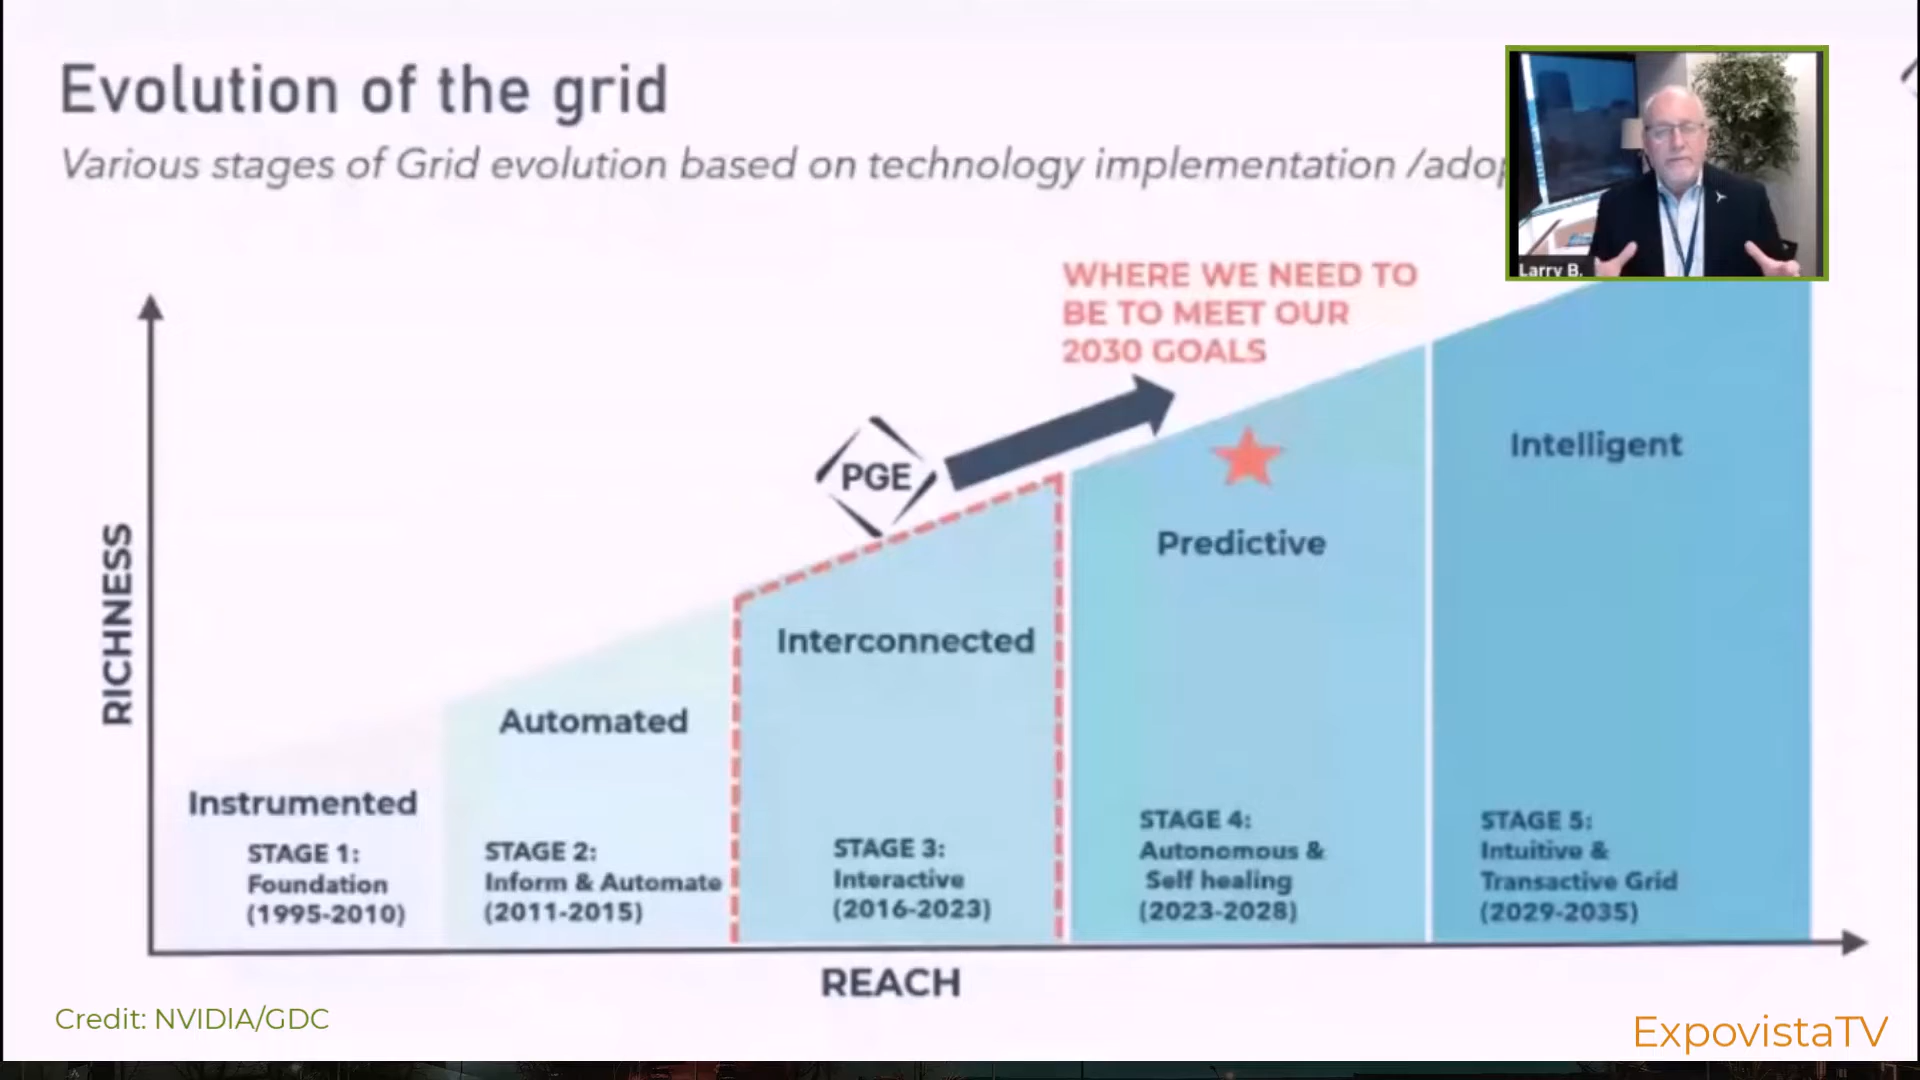 Evolution of the grid
Various stages of Grid evolution based on technology implementation
Larry B.
WHERE WE NEED TO
BE TO MEET OUR
2030 GOALS
PGE
RICHNESS
Intelligent
Predictive
Interconnected
Automated
Instrumented
STAGE 1:
Foundation
(1995-2010)
STAGE 2:
Inform & Automate
(2011-2015)
STAGE 3:
Interactive
(2016-2023)
STAGE 4:
Autonomous &
Self healing
(2023-2028)
STAGE 5:
Intuitive &
Transactive Grid
(2029-2035)
REACH
Credit: NVIDIA/GDC
ExpovistaTV